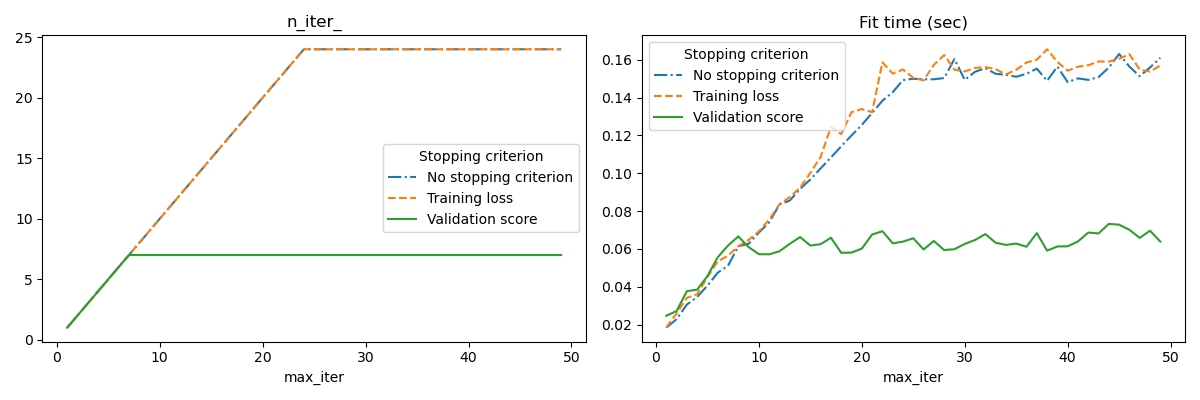 n_iter_
25
20
15
10
5
0
Stopping criterion
No stopping criterion
Training loss
Validation score
0 10 20 30 40 50
max_iter
Fit time (sec)
0.16
0.14
0.12
0.10
0.08
0.06
0.04
0.02
Stopping criterion
No stopping criterion
Training loss
Validation score
0 10 20 30 40 50
max_iter